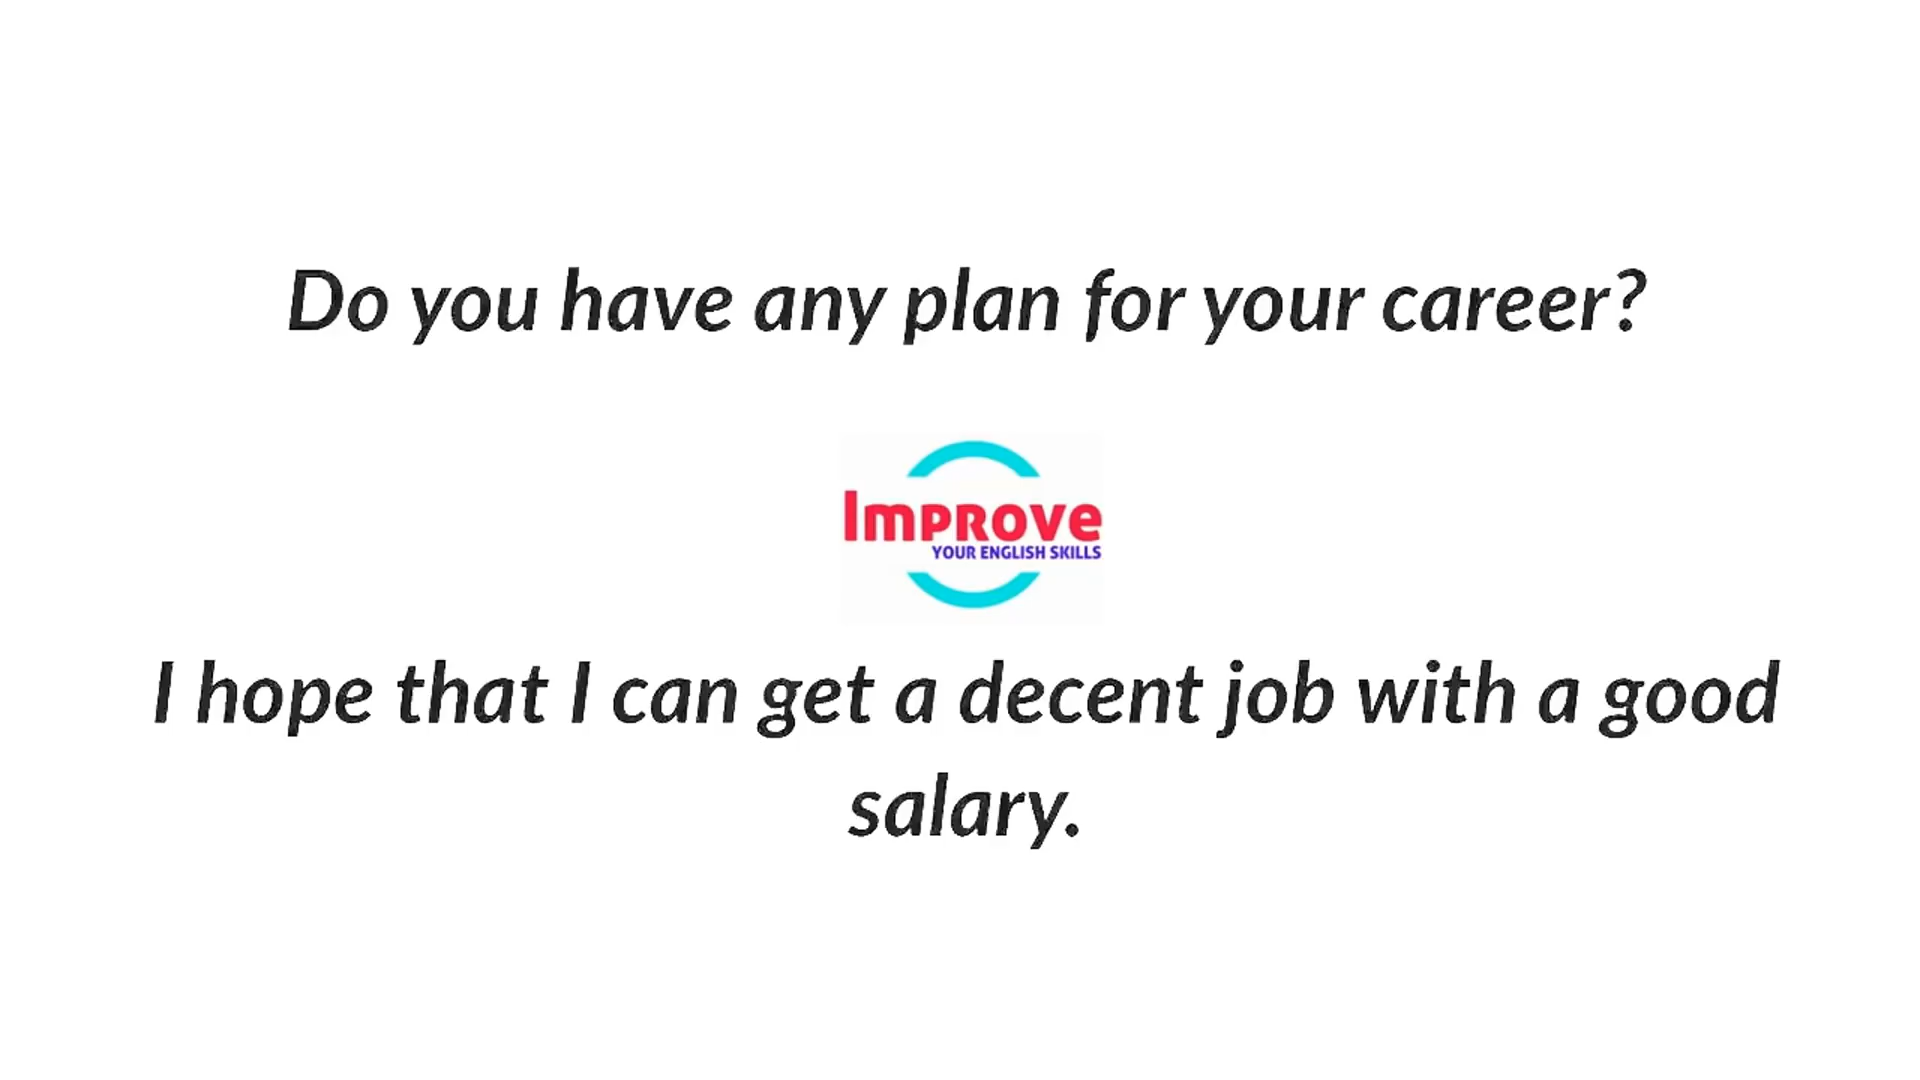 Do you have any plan for your career?
Improve
YOUR ENGLISH SKILLS
I hope that I can get a decent job with a good
salary.